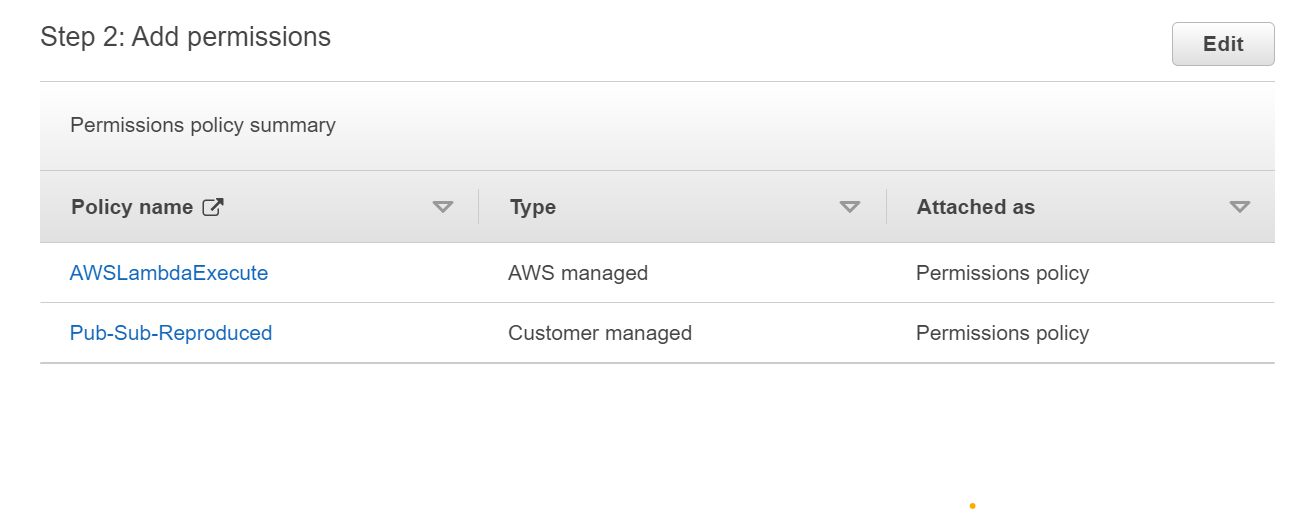 Step 2: Add permissions
Edit
Permissions policy summary
Policy name Type Attached as
AWSLambdaExecute AWS managed Permissions policy
Pub-Sub-Reproduced Customer managed Permissions policy